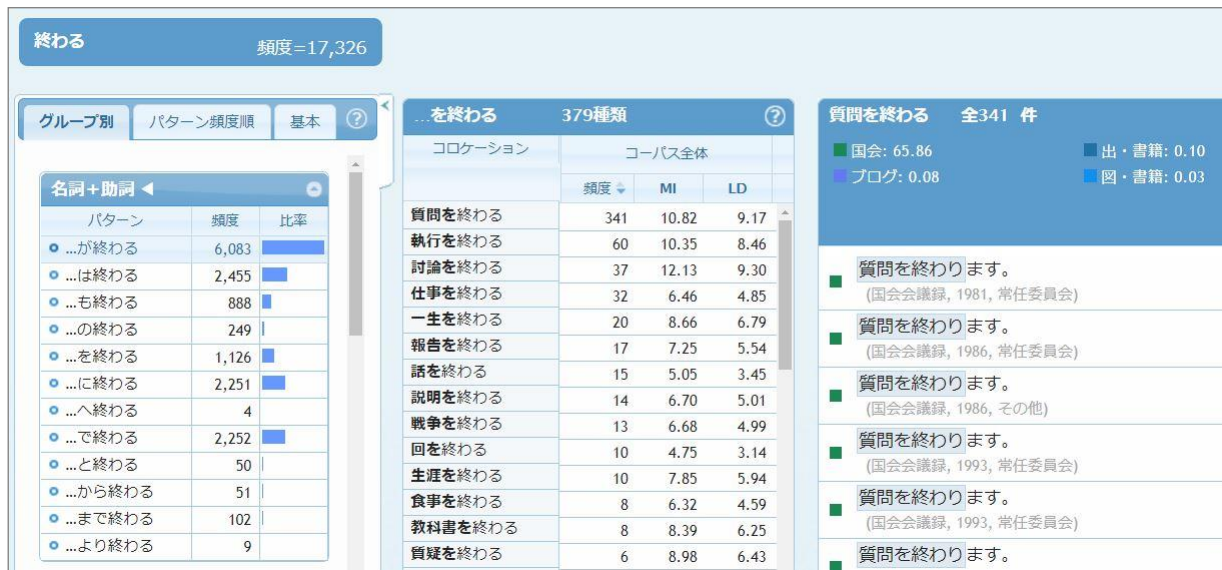 終わる 頻度=17,326
グループ別 パターン頻度順 基本 ?
名詞+助詞 ◀
パターン 頻度 比率
...が終わる 6,083
...は終わる 2,455
...も終わる 888
...の終わる 249
...を終わる 1,126
...に終わる 2,251
...へ終わる 4
...で終わる 2,252
...と終わる 50
...から終わる 51
...まで終わる 102
...より終わる 9
...を終わる 379種類 ?
コロケーション コーパス全体
頻度 MI LD
質問を終わる 341 10.82 9.17
執行を終わる 60 10.35 8.46
討論を終わる 37 12.13 9.30
仕事を終わる 32 6.46 4.85
一生を終わる 20 8.66 6.79
報告を終わる 17 7.25 5.54
話を終わる 15 5.05 3.45
説明を終わる 14 6.70 5.01
戦争を終わる 13 6.68 4.99
回を終わる 10 4.75 3.14
生涯を終わる 10 7.85 5.94
食事を終わる 8 6.32 4.59
教科書を終わる 8 8.39 6.25
質疑を終わる 6 8.98 6.43
質問を終わる 全341 件
国会: 65.86 出・書籍: 0.10
ブログ: 0.08 図・書籍: 0.03
質問を終わります。
(国会会議録, 1981, 常任委員会)
質問を終わります。
(国会会議録, 1986, 常任委員会)
質問を終わります。
(国会会議録, 1986, その他)
質問を終わります。
(国会会議録, 1993, 常任委員会)
質問を終わります。
(国会会議録, 1993, 常任委員会)
質問を終わります。